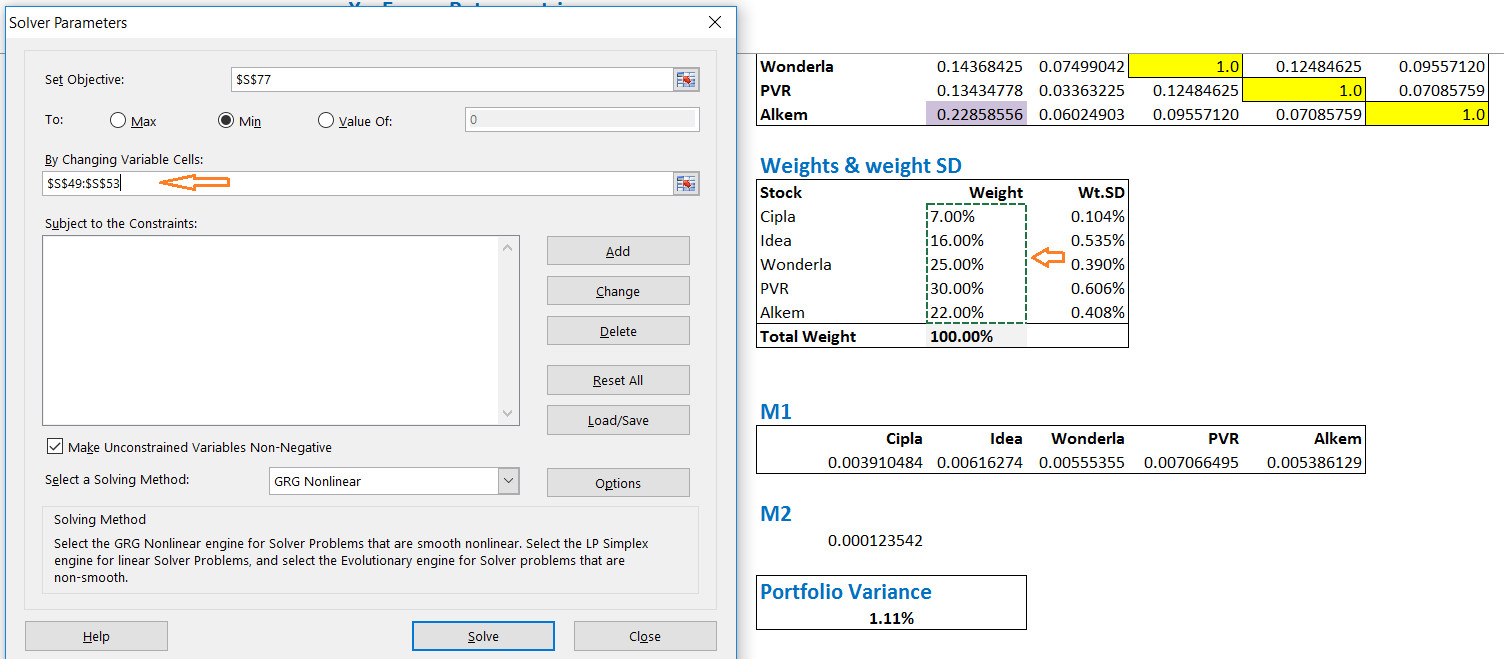 Solver Parameters
Set Objective:
$S$77
To:
Max
Min
Value Of:
0
By Changing Variable Cells:
$S$49:$S$53
Subject to the Constraints:
Add
Change
Delete
Reset All
Load/Save
Make Unconstrained Variables Non-Negative
Select a Solving Method:
GRG Nonlinear
Options
Solving Method
Select the GRG Nonlinear engine for Solver Problems that are smooth nonlinear. Select the LP Simplex
engine for linear Solver Problems, and select the Evolutionary engine for Solver problems that are
non-smooth.
Help
Solve
Close
Wonderla 0.14368425 0.07499042 1.0 0.12484625 0.09557120
PVR 0.13434778 0.03363225 0.12484625 1.0 0.07085759
Alkem 0.22858556 0.06024903 0.09557120 0.07085759 1.0
Weights & weight SD
Stock Weight Wt.SD
Cipla 7.00% 0.104%
Idea 16.00% 0.535%
Wonderla 25.00% 0.390%
PVR 30.00% 0.606%
Alkem 22.00% 0.408%
Total Weight 100.00%
M1
Cipla Idea Wonderla PVR Alkem
0.003910484 0.00616274 0.00555355 0.007066495 0.005386129
M2
0.000123542
Portfolio Variance
1.11%